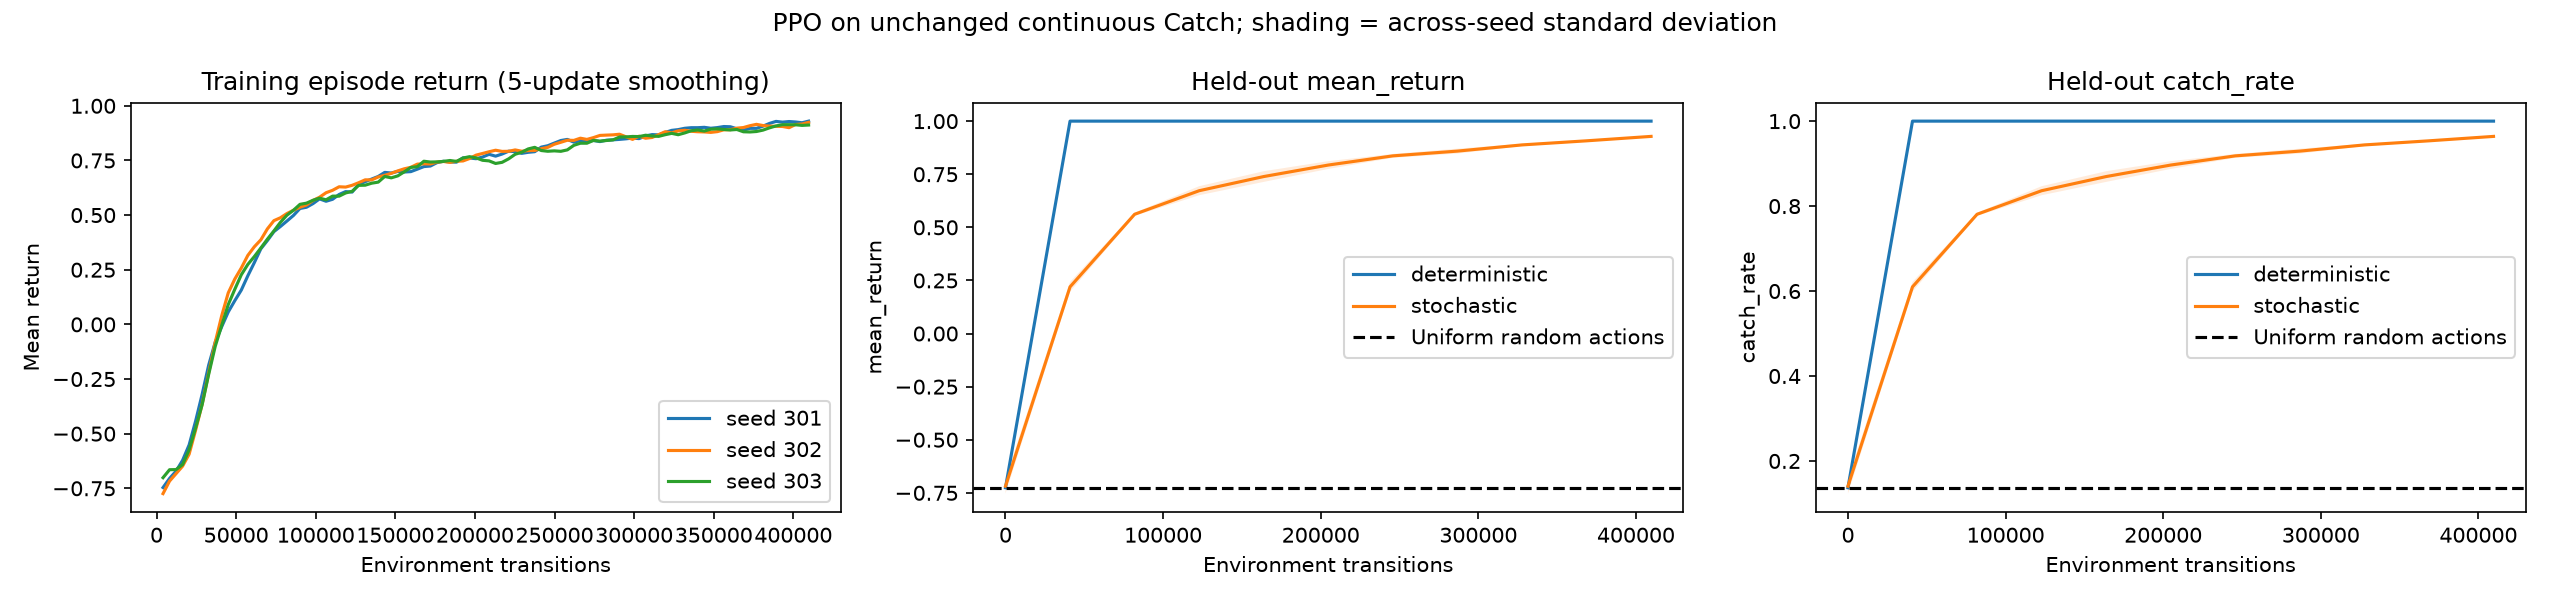 PPO on unchanged continuous Catch; shading = across-seed standard deviation
Training episode return (5-update smoothing)
Mean return
1.00
0.75
0.50
0.25
0.00
−0.25
−0.50
−0.75
seed 301
seed 302
seed 303
0 50000 100000 150000 200000 250000 300000 350000 400000
Environment transitions
Held-out mean_return
mean_return
1.00
0.75
0.50
0.25
0.00
−0.25
−0.50
−0.75
deterministic
stochastic
Uniform random actions
0 100000 200000 300000 400000
Environment transitions
Held-out catch_rate
catch_rate
1.0
0.8
0.6
0.4
0.2
deterministic
stochastic
Uniform random actions
0 100000 200000 300000 400000
Environment transitions